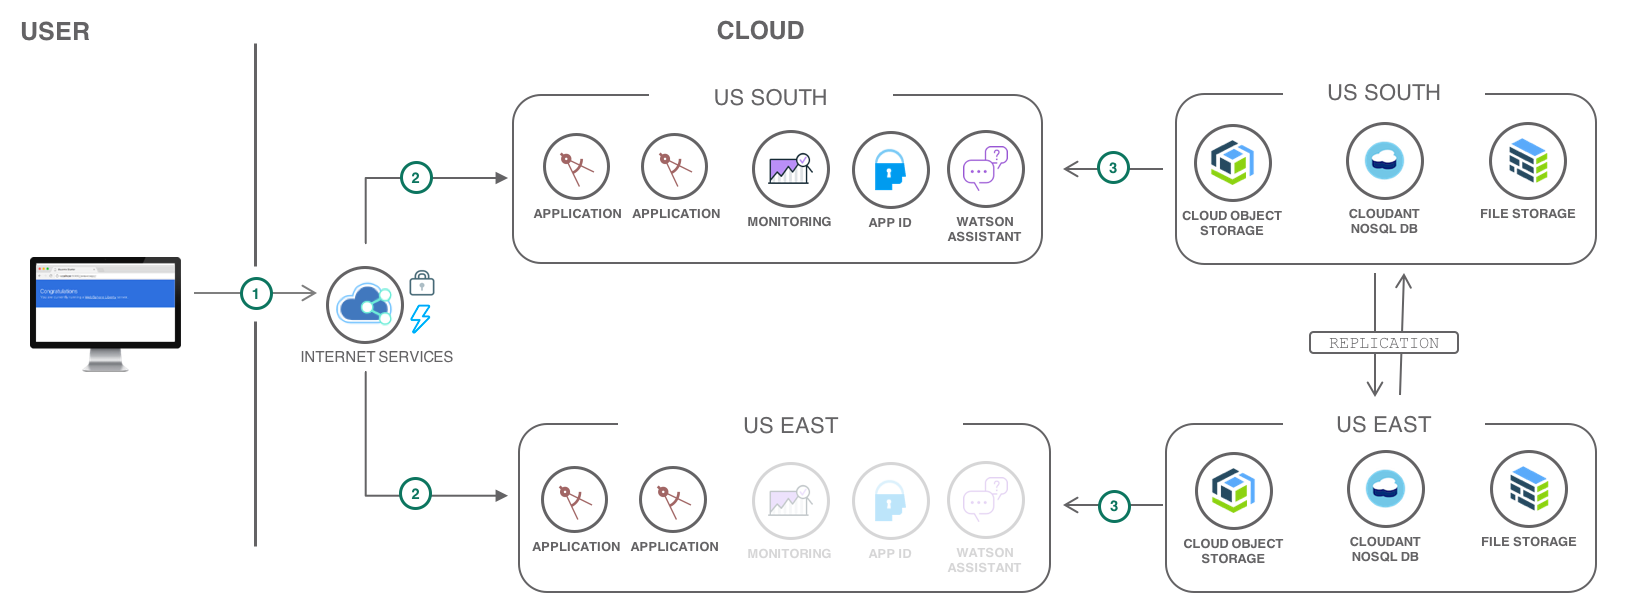 USER
CLOUD
US SOUTH
APPLICATION
APPLICATION
MONITORING
APP ID
WATSON
ASSISTANT
US SOUTH
CLOUD OBJECT
STORAGE
CLOUDANT
NOSQL DB
FILE STORAGE
2
3
?
Congratulations
1
INTERNET SERVICES
REPLICATION
US EAST
APPLICATION
APPLICATION
MONITORING
APP ID
WATSON
ASSISTANT
?
2
3
US EAST
CLOUD OBJECT
STORAGE
CLOUDANT
NOSQL DB
FILE STORAGE